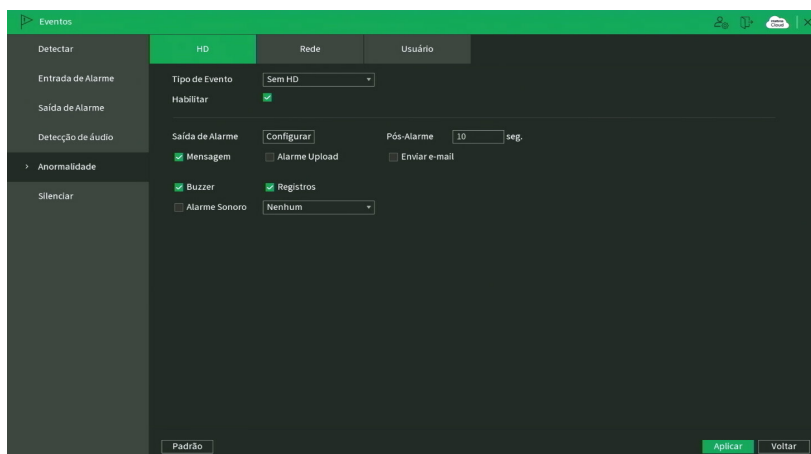 Eventos
Cloud
Detectar
Entrada de Alarme
Saída de Alarme
Detecção de áudio
Anormalidade
Silenciar
HD
Rede
Usuário
Tipo de Evento
Sem HD
Habilitar
Saída de Alarme
Configurar
Pós-Alarme
10
seg.
Mensagem
Alarme Upload
Enviar e-mail
Buzzer
Registros
Alarme Sonoro
Nenhum
Padrão
Aplicar
Voltar